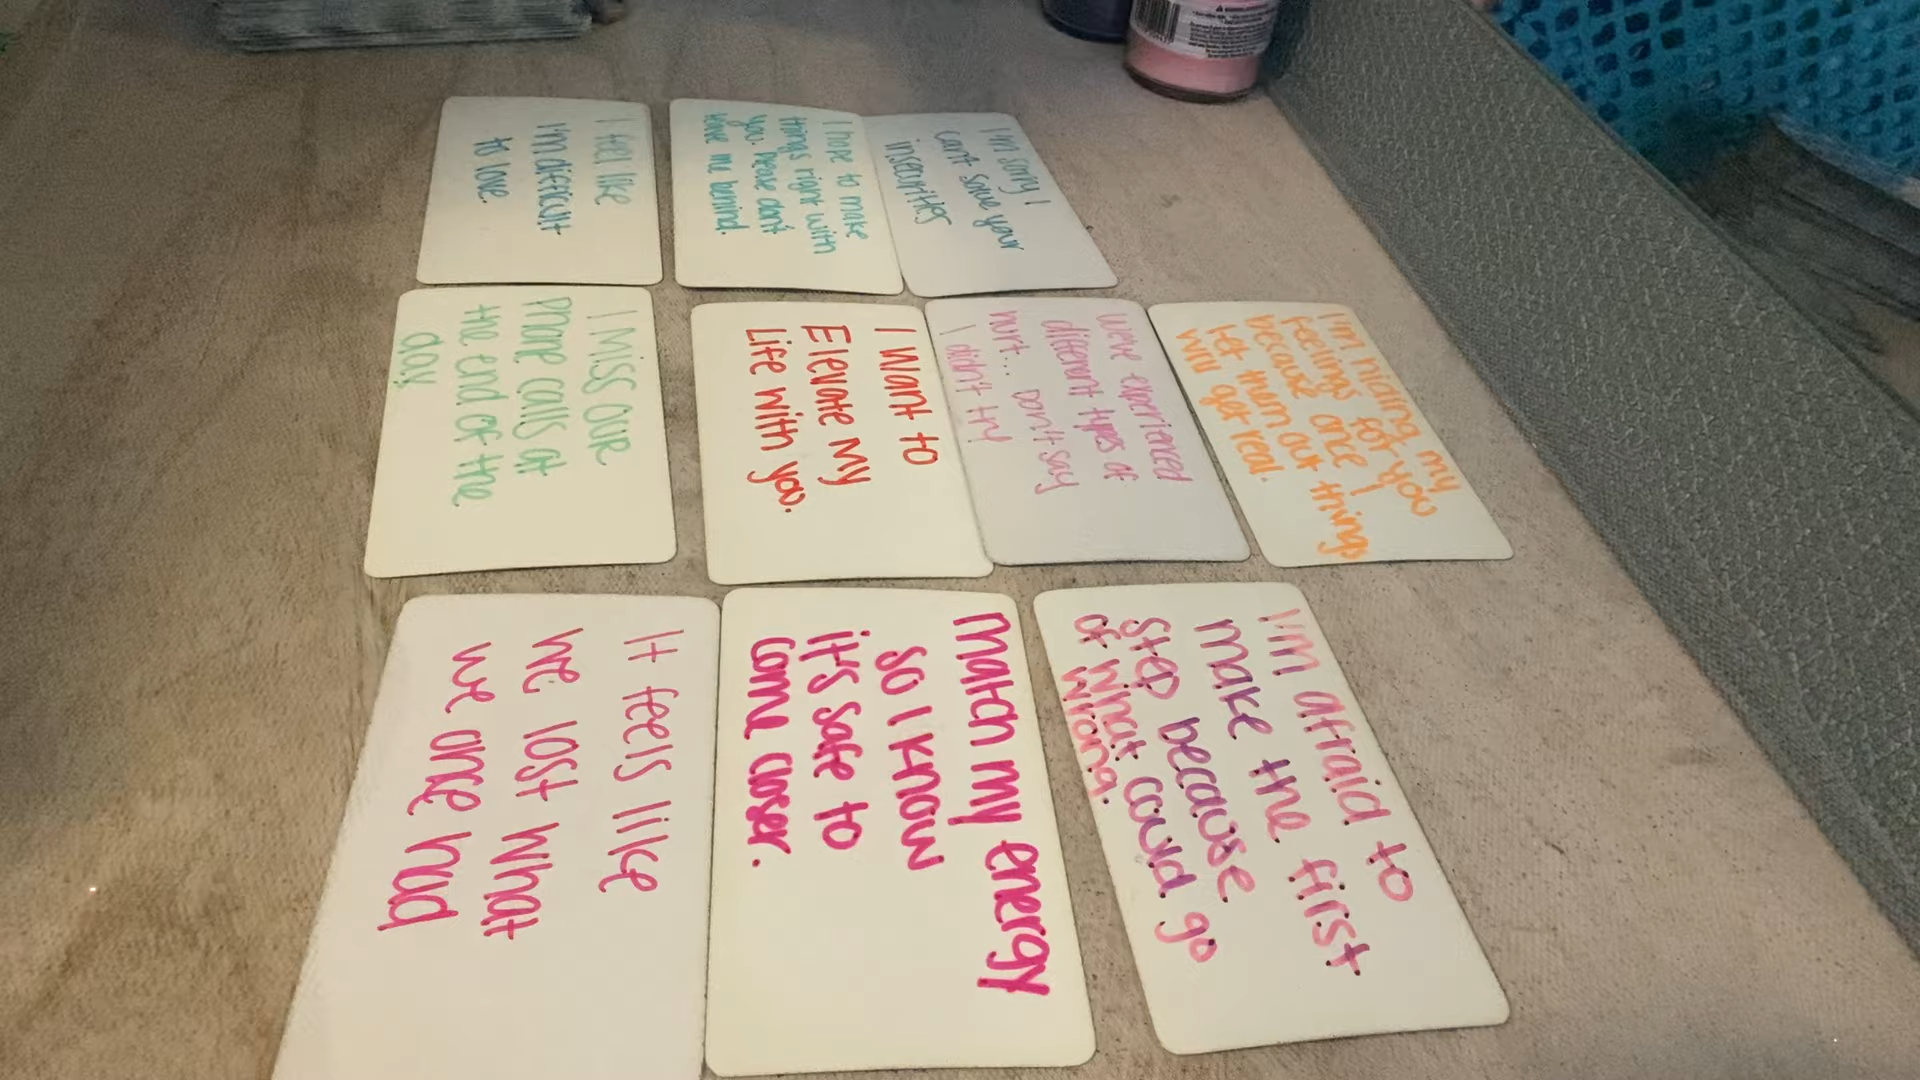 I feel like
I'm difficult
to love.
I hope to make
things right with
you. Please don't
leave me behind.
I'm sorry I
can't solve your
insecurities
I MISS OUR
PHONE CALLS at
the end of the
day
I Want to
Elevate My
Life with you.
We've experienced
different types of
hurt... Don't say
I didn't try
I'm hiding my
feelings for you
because once I
let them out things
will get real.
It feels like
we lost what
we once had
Match my energy
so I know
it's safe to
come closer.
I'm afraid to
make the first
step because
of what could go
wrong.